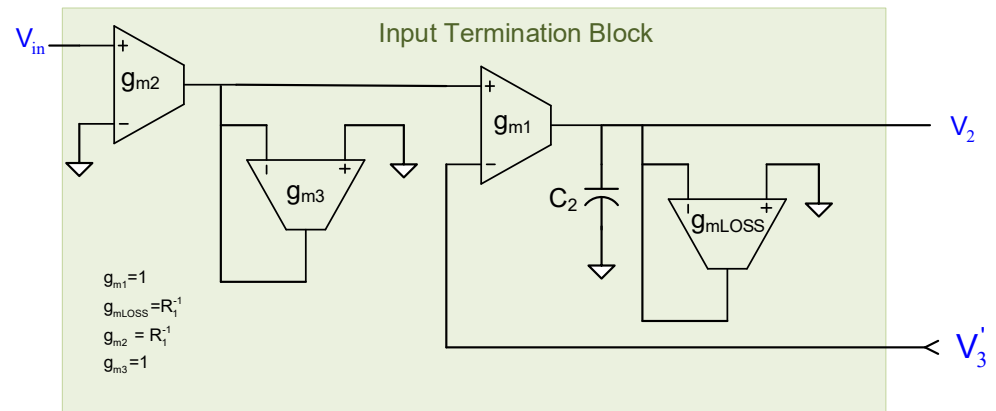 Input Termination Block
V_in
+
g_m2
−
+
g_m1
−
V_2
−
+
g_m3
C_2
−
+
g_mLOSS
g_m1=1
g_mLOSS=R_1^-1
g_m2 = R_1^-1
g_m3=1
V_3'